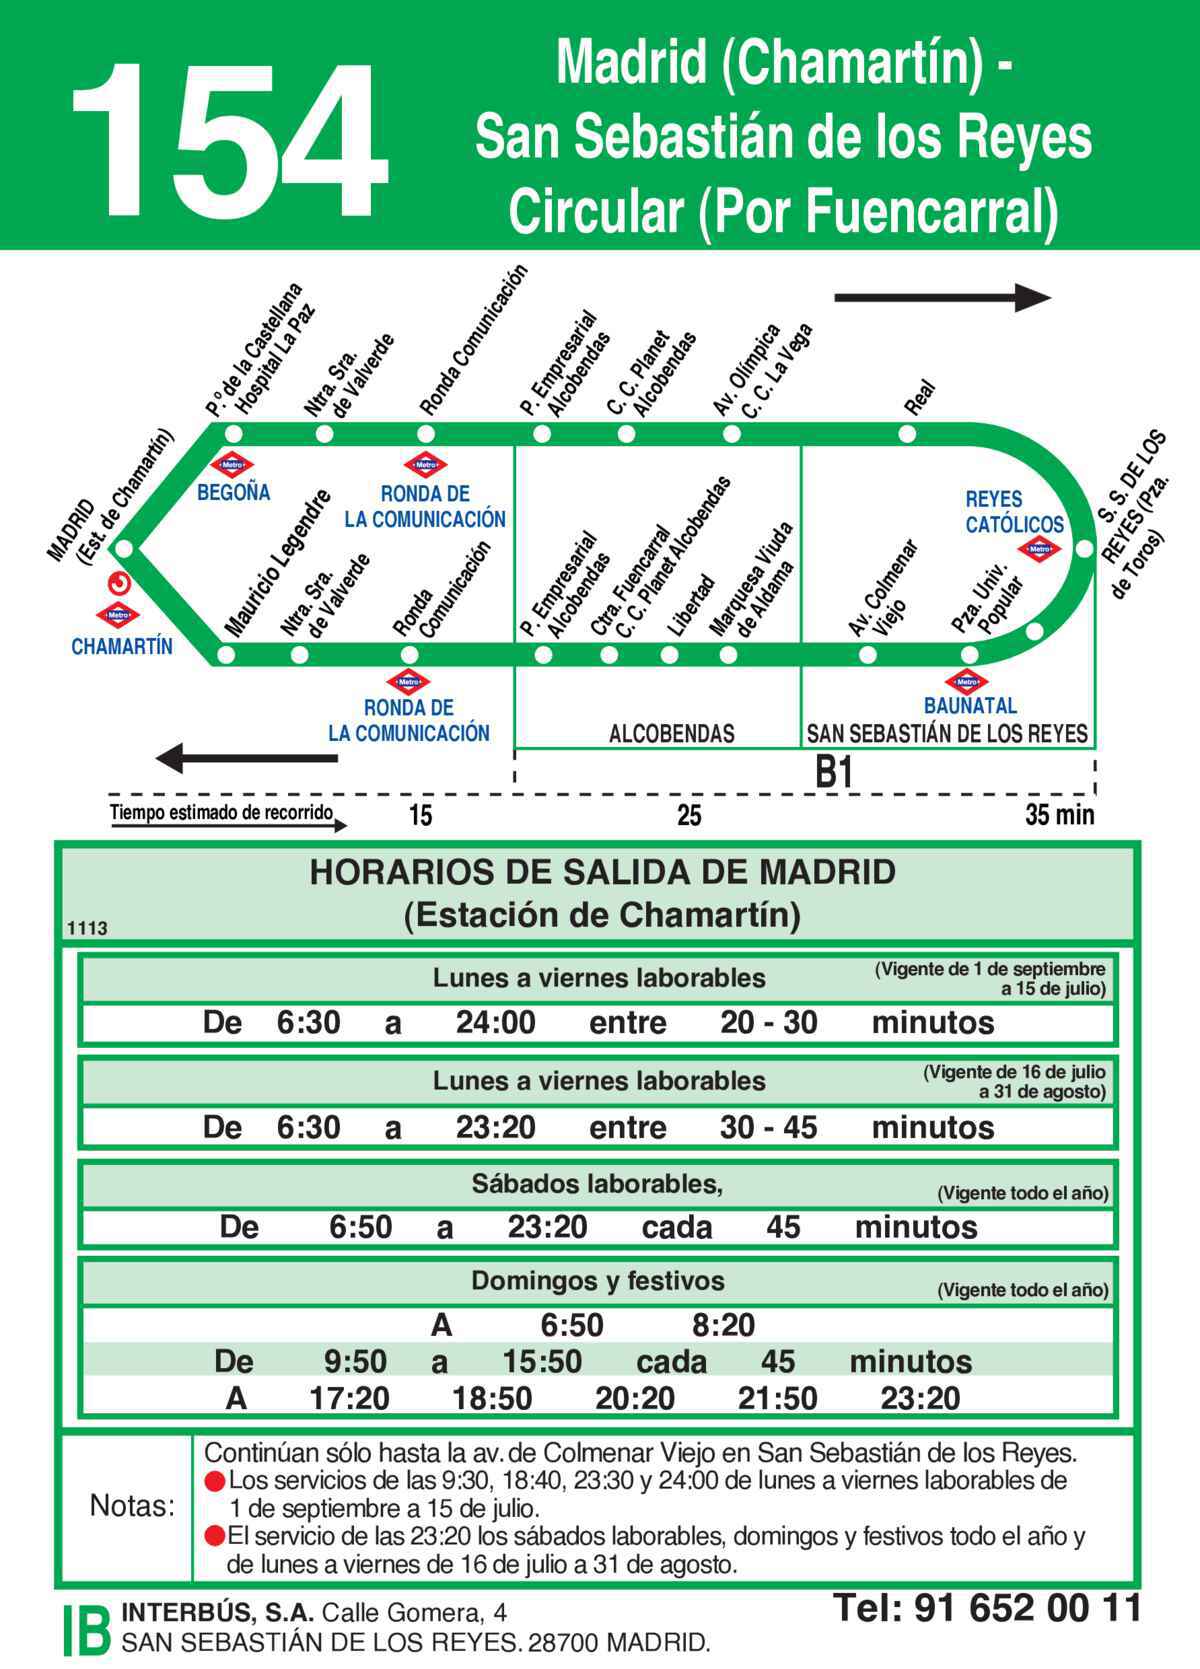 154
Madrid (Chamartín) -
San Sebastián de los Reyes
Circular (Por Fuencarral)
MADRID
(Est. de Chamartín)
P.º de la Castellana
Hospital La Paz
Ntra. Sra.
de Valverde
Ronda Comunicación
P. Empresarial
Alcobendas
C. C. Planet
Alcobendas
Av. Olímpica
C. C. La Vega
Real
S. S. DE LOS
REYES (Pza.
de Toros)
Metro
BEGOÑA
Metro
RONDA DE
LA COMUNICACIÓN
REYES
CATÓLICOS
Metro
Metro
CHAMARTÍN
Mauricio Legendre
Ntra. Sra.
de Valverde
Ronda
Comunicación
P. Empresarial
Alcobendas
Ctra. Fuencarral
C. C. Planet Alcobendas
Libertad
Marquesa Viuda
de Aldama
Av. Colmenar
Viejo
Pza. Univ.
Popular
Metro
RONDA DE
LA COMUNICACIÓN
Metro
BAUNATAL
ALCOBENDAS
SAN SEBASTIÁN DE LOS REYES
B1
Tiempo estimado de recorrido
15
25
35 min
HORARIOS DE SALIDA DE MADRID
(Estación de Chamartín)
1113
Lunes a viernes laborables
(Vigente de 1 de septiembre
a 15 de julio)
De 6:30 a 24:00 entre 20 - 30 minutos
Lunes a viernes laborables
(Vigente de 16 de julio
a 31 de agosto)
De 6:30 a 23:20 entre 30 - 45 minutos
Sábados laborables,
(Vigente todo el año)
De 6:50 a 23:20 cada 45 minutos
Domingos y festivos
(Vigente todo el año)
A 6:50 8:20
De 9:50 a 15:50 cada 45 minutos
A 17:20 18:50 20:20 21:50 23:20
Notas:
Continúan sólo hasta la av. de Colmenar Viejo en San Sebastián de los Reyes.
Los servicios de las 9:30, 18:40, 23:30 y 24:00 de lunes a viernes laborables de
1 de septiembre a 15 de julio.
El servicio de las 23:20 los sábados laborables, domingos y festivos todo el año y
de lunes a viernes de 16 de julio a 31 de agosto.
IB
INTERBÚS, S.A. Calle Gomera, 4
SAN SEBASTIÁN DE LOS REYES. 28700 MADRID.
Tel: 91 652 00 11